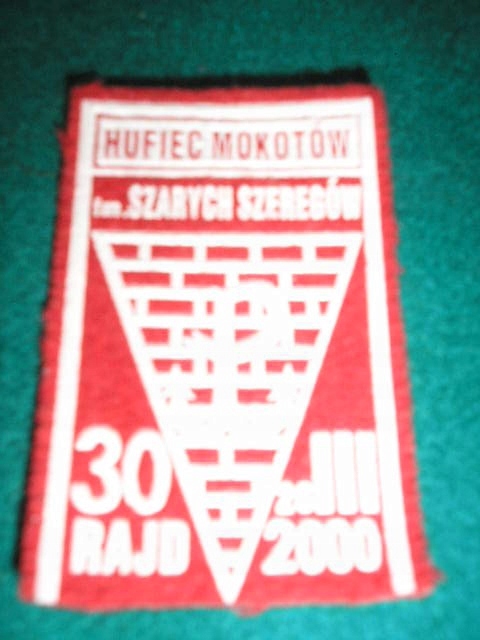 HUFIEC MOKOTÓW
im. SZARYCH SZEREGÓW
30
RAJD
III
2000